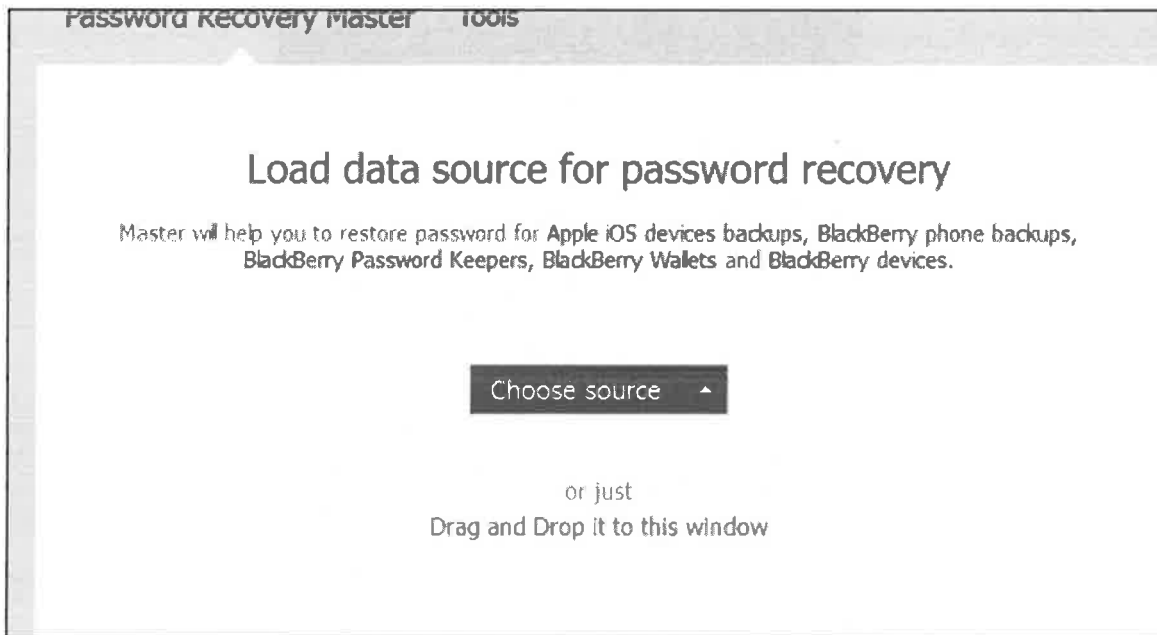 Password Recovery Master Tools
Load data source for password recovery
Master will help you to restore password for Apple iOS devices backups, BlackBerry phone backups,
BlackBerry Password Keepers, BlackBerry Wallets and BlackBerry devices.
Choose source
or just
Drag and Drop it to this window